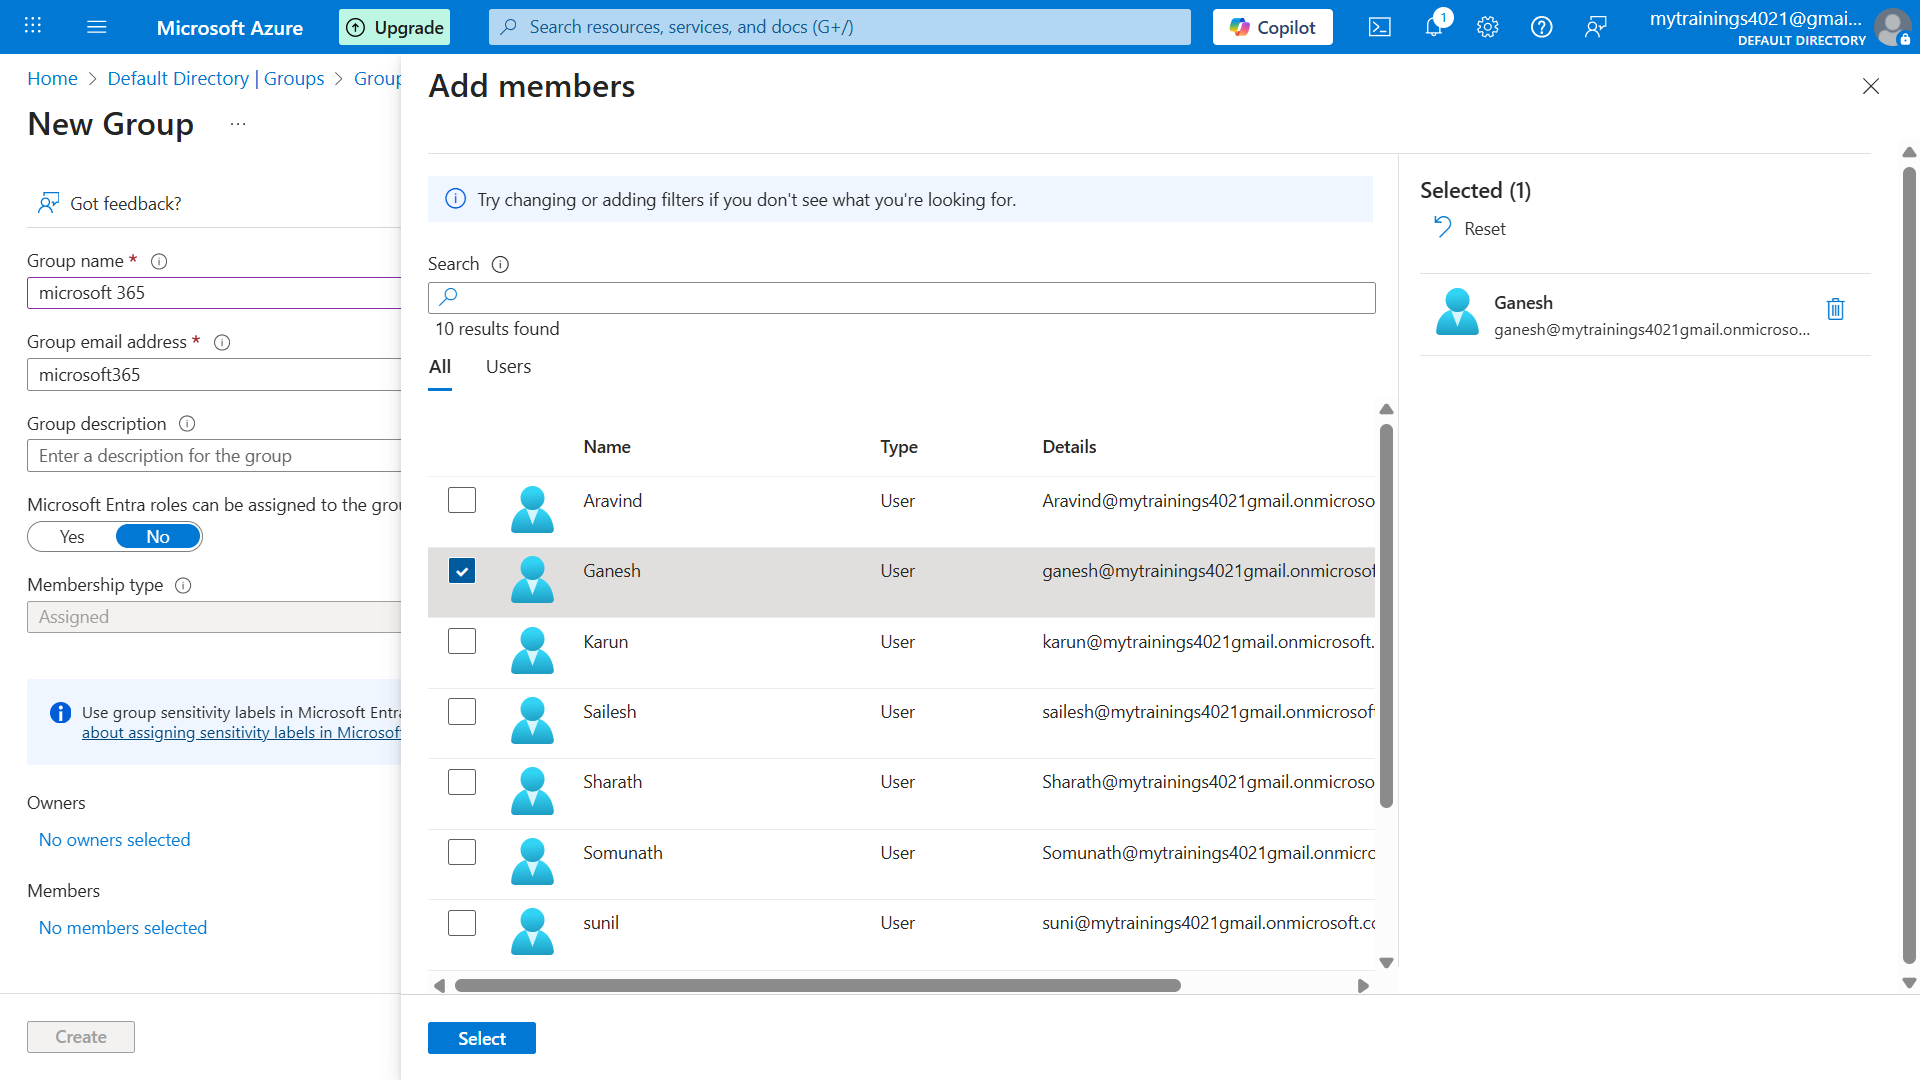 Microsoft Azure
Upgrade
Search resources, services, and docs (G+/)
Copilot
1
mytrainings4021@gmai...
DEFAULT DIRECTORY
Home > Default Directory | Groups > Group
New Group ...
Got feedback?
Group name *
microsoft 365
Group email address *
microsoft365
Group description
Enter a description for the group
Microsoft Entra roles can be assigned to the grou
Yes No
Membership type
Assigned
Use group sensitivity labels in Microsoft Entra
about assigning sensitivity labels in Microsof
Owners
No owners selected
Members
No members selected
Create
Add members
Try changing or adding filters if you don't see what you're looking for.
Search
10 results found
All Users
Name Type Details
Aravind User Aravind@mytrainings4021gmail.onmicroso
Ganesh User ganesh@mytrainings4021gmail.onmicrosof
Karun User karun@mytrainings4021gmail.onmicrosoft.
Sailesh User sailesh@mytrainings4021gmail.onmicrosoft
Sharath User Sharath@mytrainings4021gmail.onmicroso
Somunath User Somunath@mytrainings4021gmail.onmicro
sunil User suni@mytrainings4021gmail.onmicrosoft.co
Select
Selected (1)
Reset
Ganesh
ganesh@mytrainings4021gmail.onmicroso...